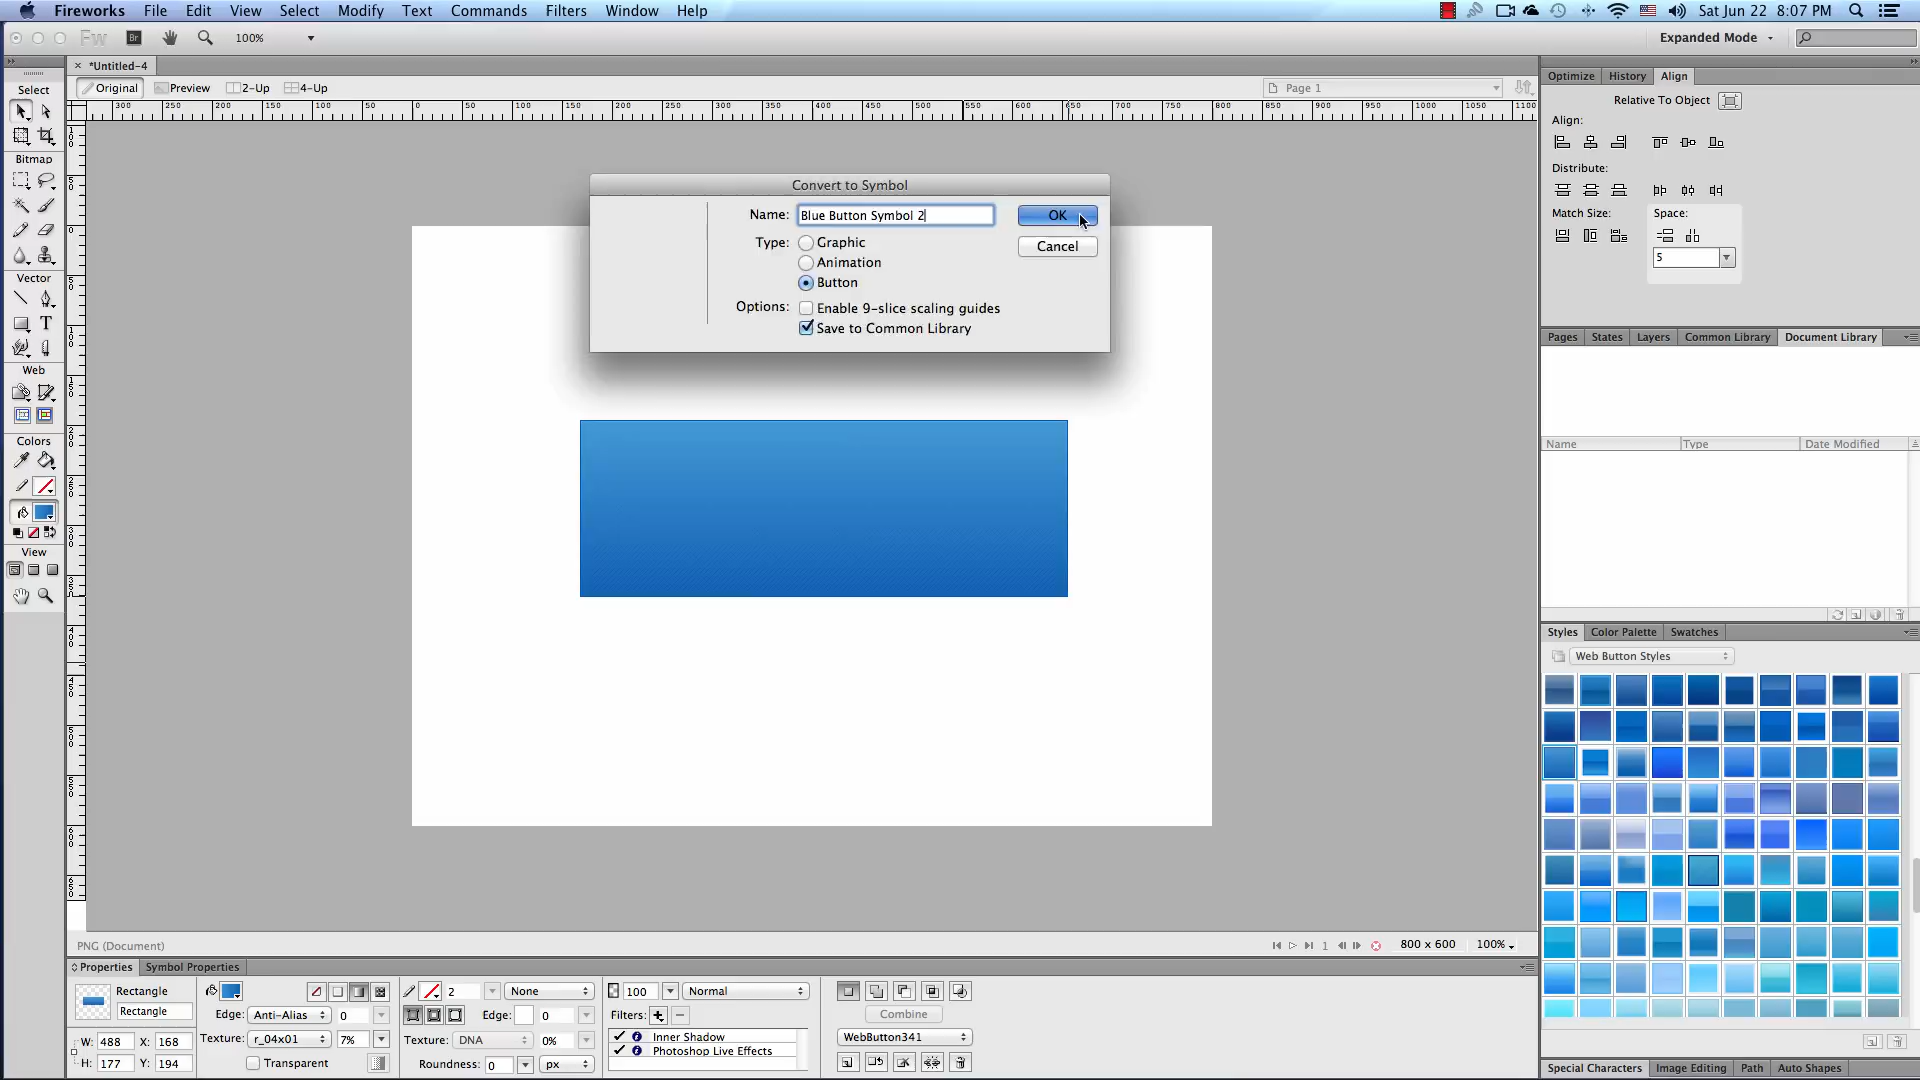 Fireworks File Edit View Select Modify Text Commands Filters Window Help Sat Jun 22 8:07 PM
Fw Br 100% Expanded Mode
*Untitled-4
Original Preview 2-Up 4-Up Page 1
300 250 200 150 100 50 0 50 100 150 200 250 300 350 400 450 500 550 600 650 700 750 800 850 900 950 1000 1050 1100
Select
Bitmap
Vector
Web
Colors
View
Convert to Symbol
Name: Blue Button Symbol 2 OK
Type: Graphic Cancel
Animation
Button
Options: Enable 9-slice scaling guides
Save to Common Library
Optimize History Align
Relative To Object
Align:
Distribute:
Match Size: Space:
5
Pages States Layers Common Library Document Library
Name Type Date Modified
Styles Color Palette Swatches
Web Button Styles
PNG (Document) 1 800 x 600 100%
Properties Symbol Properties
Rectangle
Rectangle
W: 488 X: 168
H: 177 Y: 194
Edge: Anti-Alias 0
Texture: r_04x01 7%
Transparent
2 None
Edge: 0
Texture: DNA 0%
Roundness: 0 px
100 Normal
Filters:
Inner Shadow
Photoshop Live Effects
Combine
WebButton341
Special Characters Image Editing Path Auto Shapes